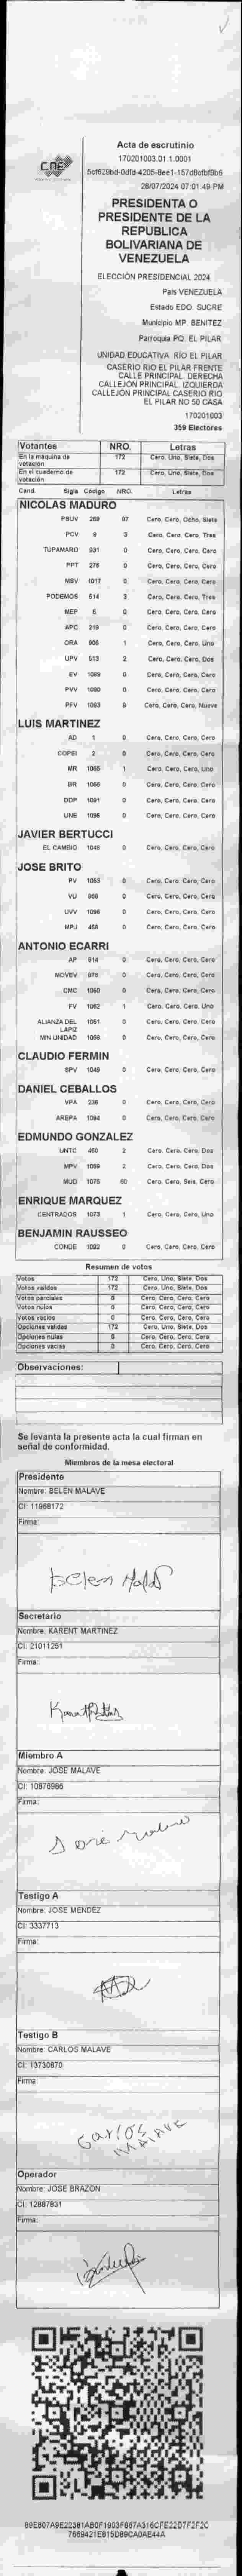 CNE
Acta de escrutinio
170201003.01.1.0001
28/07/2024 07:01:49 PM
PRESIDENTA O
PRESIDENTE DE LA
REPUBLICA
BOLIVARIANA DE
VENEZUELA
ELECCIÓN PRESIDENCIAL 2024
País VENEZUELA
Estado EDO. SUCRE
Municipio MP. BENITEZ
Parroquia PQ. EL PILAR
UNIDAD EDUCATIVA RÍO EL PILAR
CASERIO RIO EL PILAR FRENTE
CALLE PRINCIPAL. DERECHA
CALLEJÓN PRINCIPAL. IZQUIERDA
CALLEJÓN PRINCIPAL CASERIO RIO
EL PILAR NO 50 CASA
170201003
359 Electores
Votantes NRO. Letras
En la máquina de votación 172 Cero, Uno, Siete, Dos
En el cuaderno de votación 172 Cero, Uno, Siete, Dos
Cand. Sigla Código NRO. Letras
NICOLAS MADURO
PSUV 269 87 Cero, Cero, Ocho, Siete
PCV 9 3 Cero, Cero, Cero, Tres
TUPAMARO 931 0 Cero, Cero, Cero, Cero
PPT 278 0 Cero, Cero, Cero, Cero
MSV 1017 0 Cero, Cero, Cero, Cero
PODEMOS 514 3 Cero, Cero, Cero, Tres
MEP 6 0 Cero, Cero, Cero, Cero
APC 219 0 Cero, Cero, Cero, Cero
ORA 905 1 Cero, Cero, Cero, Uno
UPV 513 2 Cero, Cero, Cero, Dos
EV 1089 0 Cero, Cero, Cero, Cero
PVV 1090 0 Cero, Cero, Cero, Cero
PFV 1093 9 Cero, Cero, Cero, Nueve
LUIS MARTINEZ
AD 1 0 Cero, Cero, Cero, Cero
COPEI 2 0 Cero, Cero, Cero, Cero
MR 1065 1 Cero, Cero, Cero, Uno
BR 1066 0 Cero, Cero, Cero, Cero
DDP 1091 0 Cero, Cero, Cero, Cero
UNE 1096 0 Cero, Cero, Cero, Cero
JAVIER BERTUCCI
EL CAMBIO 1048 0 Cero, Cero, Cero, Cero
JOSE BRITO
PV 1053 0 Cero, Cero, Cero, Cero
VU 868 0 Cero, Cero, Cero, Cero
UVV 1096 0 Cero, Cero, Cero, Cero
MPJ 458 0 Cero, Cero, Cero, Cero
ANTONIO ECARRI
AP 914 0 Cero, Cero, Cero, Cero
MOVEV 978 0 Cero, Cero, Cero, Cero
CMC 1050 0 Cero, Cero, Cero, Cero
FV 1062 1 Cero, Cero, Cero, Uno
ALIANZA DEL LAPIZ 1051 0 Cero, Cero, Cero, Cero
MIN UNIDAD 1058 0 Cero, Cero, Cero, Cero
CLAUDIO FERMIN
SPV 1049 0 Cero, Cero, Cero, Cero
DANIEL CEBALLOS
VPA 236 0 Cero, Cero, Cero, Cero
AREPA 1094 0 Cero, Cero, Cero, Cero
EDMUNDO GONZALEZ
UNTC 460 2 Cero, Cero, Cero, Dos
MPV 1069 2 Cero, Cero, Cero, Dos
MUD 1075 60 Cero, Cero, Seis, Cero
ENRIQUE MARQUEZ
CENTRADOS 1073 1 Cero, Cero, Cero, Uno
BENJAMIN RAUSSEO
CONDE 1092 0 Cero, Cero, Cero, Cero
Resumen de votos
Votos 172 Cero, Uno, Siete, Dos
Votos válidos 172 Cero, Uno, Siete, Dos
Votos parciales 0 Cero, Cero, Cero, Cero
Votos nulos 0 Cero, Cero, Cero, Cero
Votos vacíos 0 Cero, Cero, Cero, Cero
Opciones válidas 172 Cero, Uno, Siete, Dos
Opciones nulas 0 Cero, Cero, Cero, Cero
Opciones vacías 0 Cero, Cero, Cero, Cero
Observaciones:
Se levanta la presente acta la cual firman en
señal de conformidad.
Miembros de la mesa electoral
Presidente
Nombre: BELEN MALAVE
CI: 11968172
Firma:
Belen Malave
Secretario
Nombre: KARENT MARTINEZ
CI: 21011251
Firma:
Miembro A
Nombre: JOSE MALAVE
CI: 10876986
Firma:
Jose Malave
Testigo A
Nombre: JOSE MENDEZ
CI: 3337713
Firma:
Testigo B
Nombre: CARLOS MALAVE
CI: 13730870
Firma:
Carlos
MALAVE
Operador
Nombre: JOSE BRAZON
CI: 12887831
Firma: